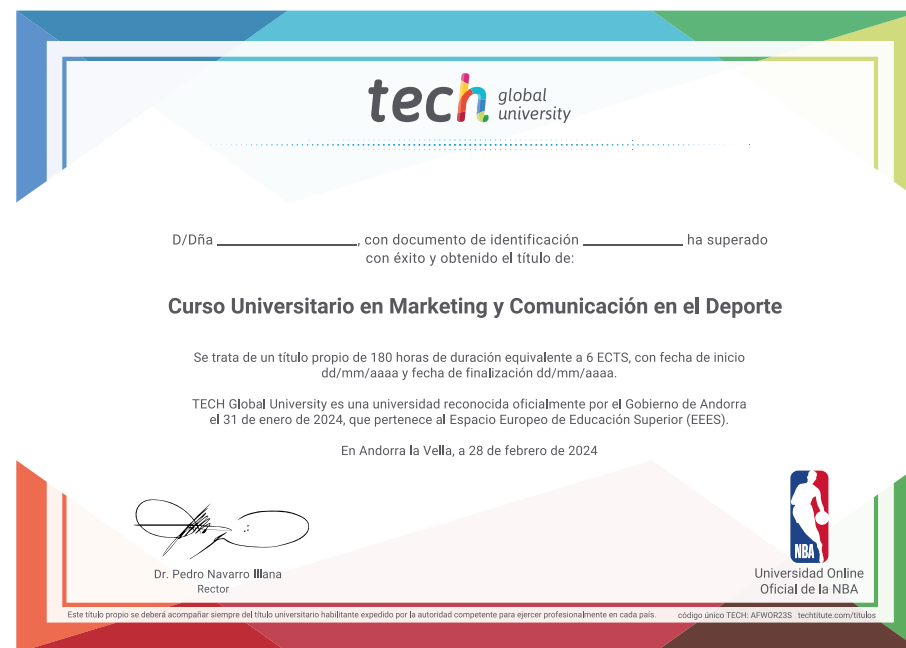 tech global
university
D/Dña ______________, con documento de identificación __________ ha superado
con éxito y obtenido el título de:
Curso Universitario en Marketing y Comunicación en el Deporte
Se trata de un título propio de 180 horas de duración equivalente a 6 ECTS, con fecha de inicio
dd/mm/aaaa y fecha de finalización dd/mm/aaaa.
TECH Global University es una universidad reconocida oficialmente por el Gobierno de Andorra
el 31 de enero de 2024, que pertenece al Espacio Europeo de Educación Superior (EEES).
En Andorra la Vella, a 28 de febrero de 2024
Dr. Pedro Navarro Illana
Rector
NBA
Universidad Online
Oficial de la NBA
Este título propio se deberá acompañar siempre del título universitario habilitante expedido por la autoridad competente para ejercer profesionalmente en cada país.
código único TECH: AFWOR23S techtitute.com/titulos